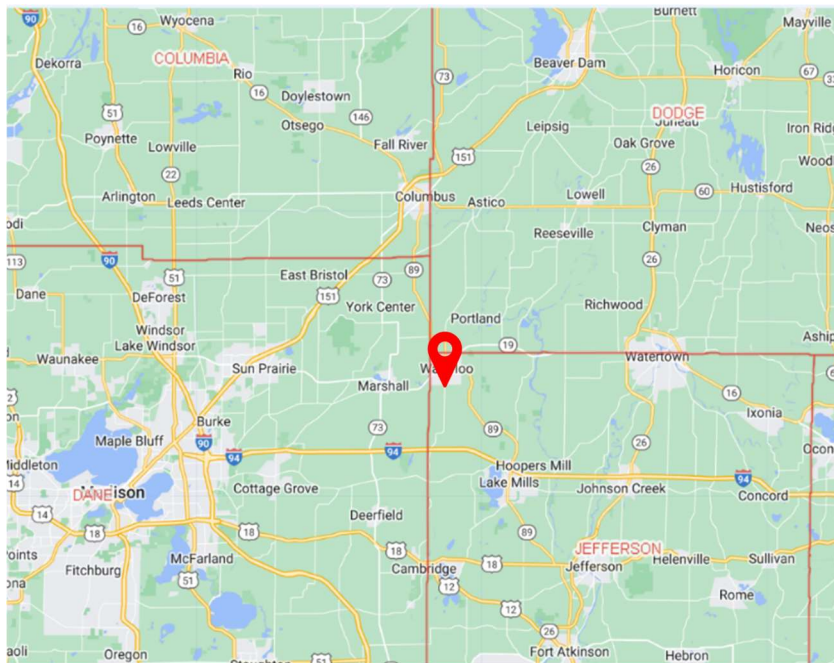 90
Wyocena
16
Dekorra
COLUMBIA
Rio
Doylestown
16
146
Otsego
51
Poynette
Lowville
Fall River
22
Arlington
Leeds Center
Columbus
151
73
Burnett
Mayville
Beaver Dam
Horicon
67
DODGE
Juneau
Leipsig
Oak Grove
Iron Rid
26
Hustisford
60
Astico
Lowell
Reeseville
Clyman
Neos
113
90
Dane
51
DeForest
East Bristol
73
89
151
York Center
26
Richwood
Windsor
Lake Windsor
Waunakee
Sun Prairie
Marshall
Portland
19
Watertown
Aship
16
Ixonia
Burke
Maple Bluff
90
94
73
94
89
26
Middleton
14
DANE
Cottage Grove
Hoopers Mill
Lake Mills
Johnson Creek
94
Concord
14
18
Deerfield
18
McFarland
Fitchburg
51
18
Cambridge
12
89
18
JEFFERSON
Jefferson
Helenville
Sullivan
Rome
12
26
Oregon
Fort Atkinson
Hebron